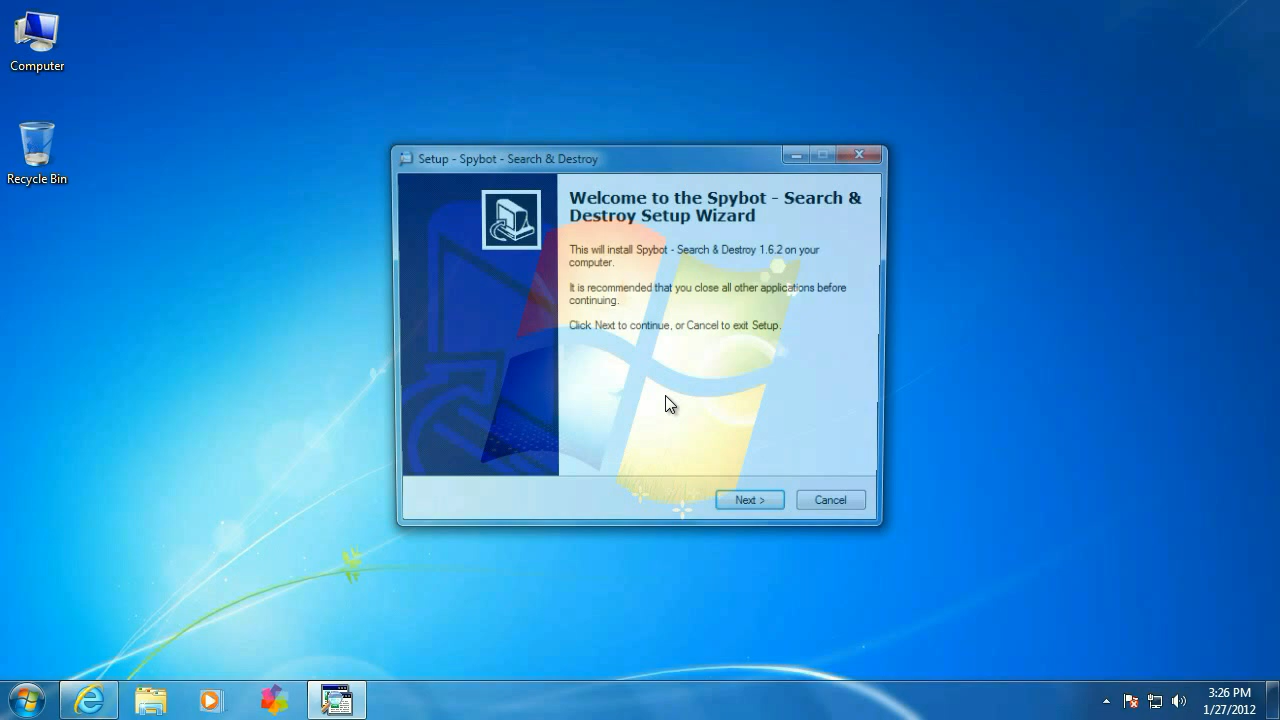 Computer
Recycle Bin
Setup - Spybot - Search & Destroy
Welcome to the Spybot - Search &
Destroy Setup Wizard
This will install Spybot - Search & Destroy 1.6.2 on your
computer.
It is recommended that you close all other applications before
continuing.
Click Next to continue, or Cancel to exit Setup.
Next >
Cancel
3:26 PM
1/27/2012